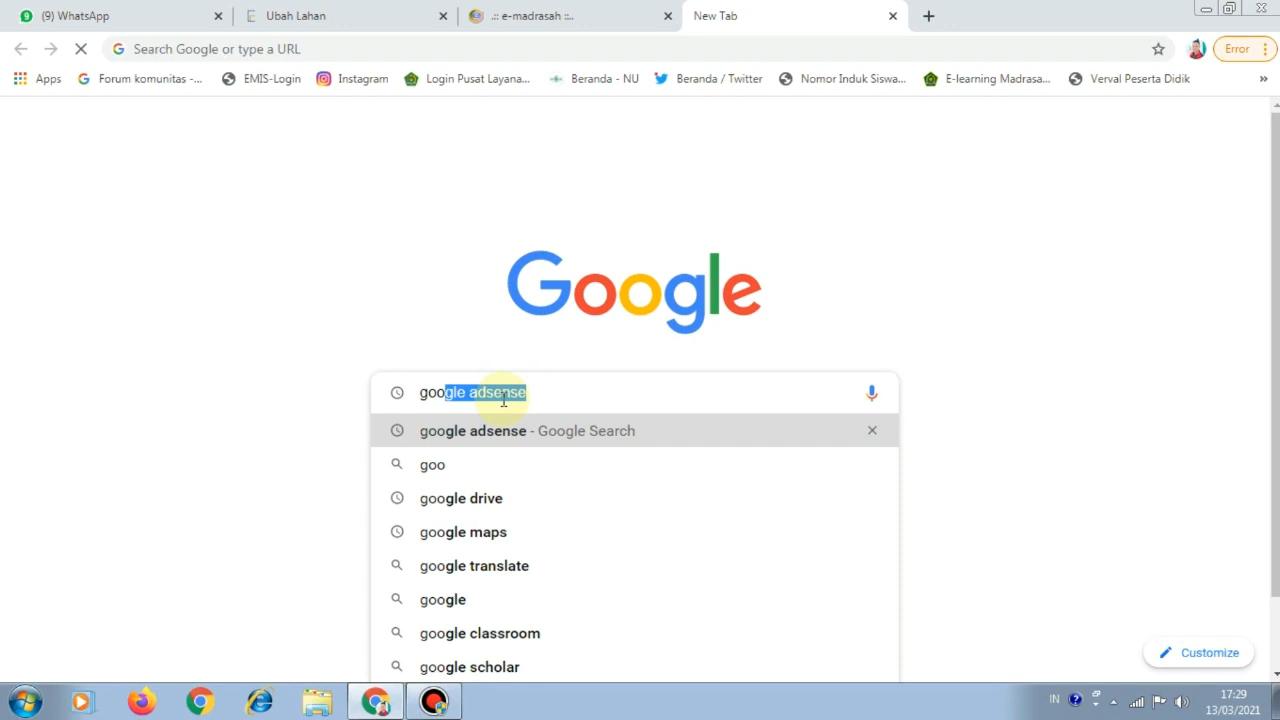 (9) WhatsApp
Ubah Lahan
.:: e-madrasah ::..
New Tab
Search Google or type a URL
Error
Apps
Forum komunitas -...
EMIS-Login
Instagram
Login Pusat Layana...
Beranda - NU
Beranda / Twitter
Nomor Induk Siswa...
E-learning Madrasa...
Verval Peserta Didik
»
Google
google adsense
google adsense - Google Search
goo
google drive
google maps
google translate
google
google classroom
google scholar
Customize
IN
17:29
13/03/2021